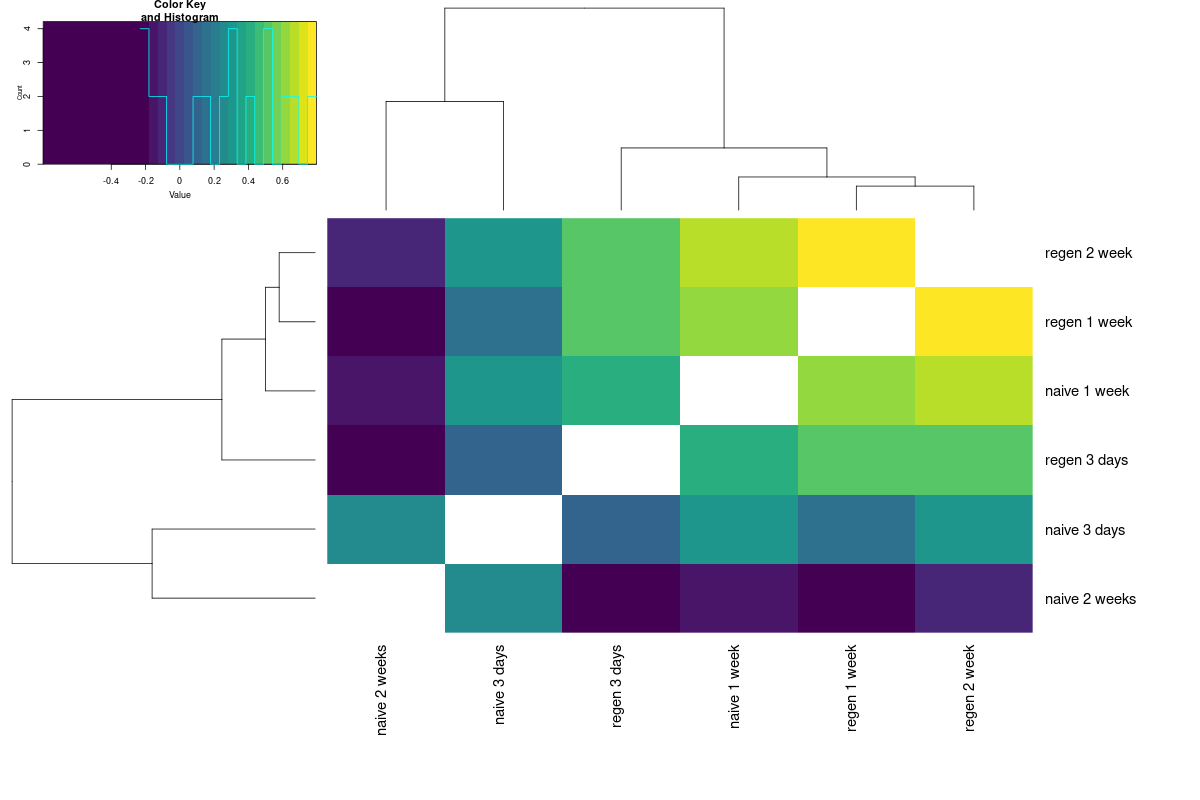 Color Key
and Histogram
Count
0
1
2
3
4
-0.4 -0.2 0 0.2 0.4 0.6
Value
regen 2 week
regen 1 week
naive 1 week
regen 3 days
naive 3 days
naive 2 weeks
naive 2 weeks
naive 3 days
regen 3 days
naive 1 week
regen 1 week
regen 2 week